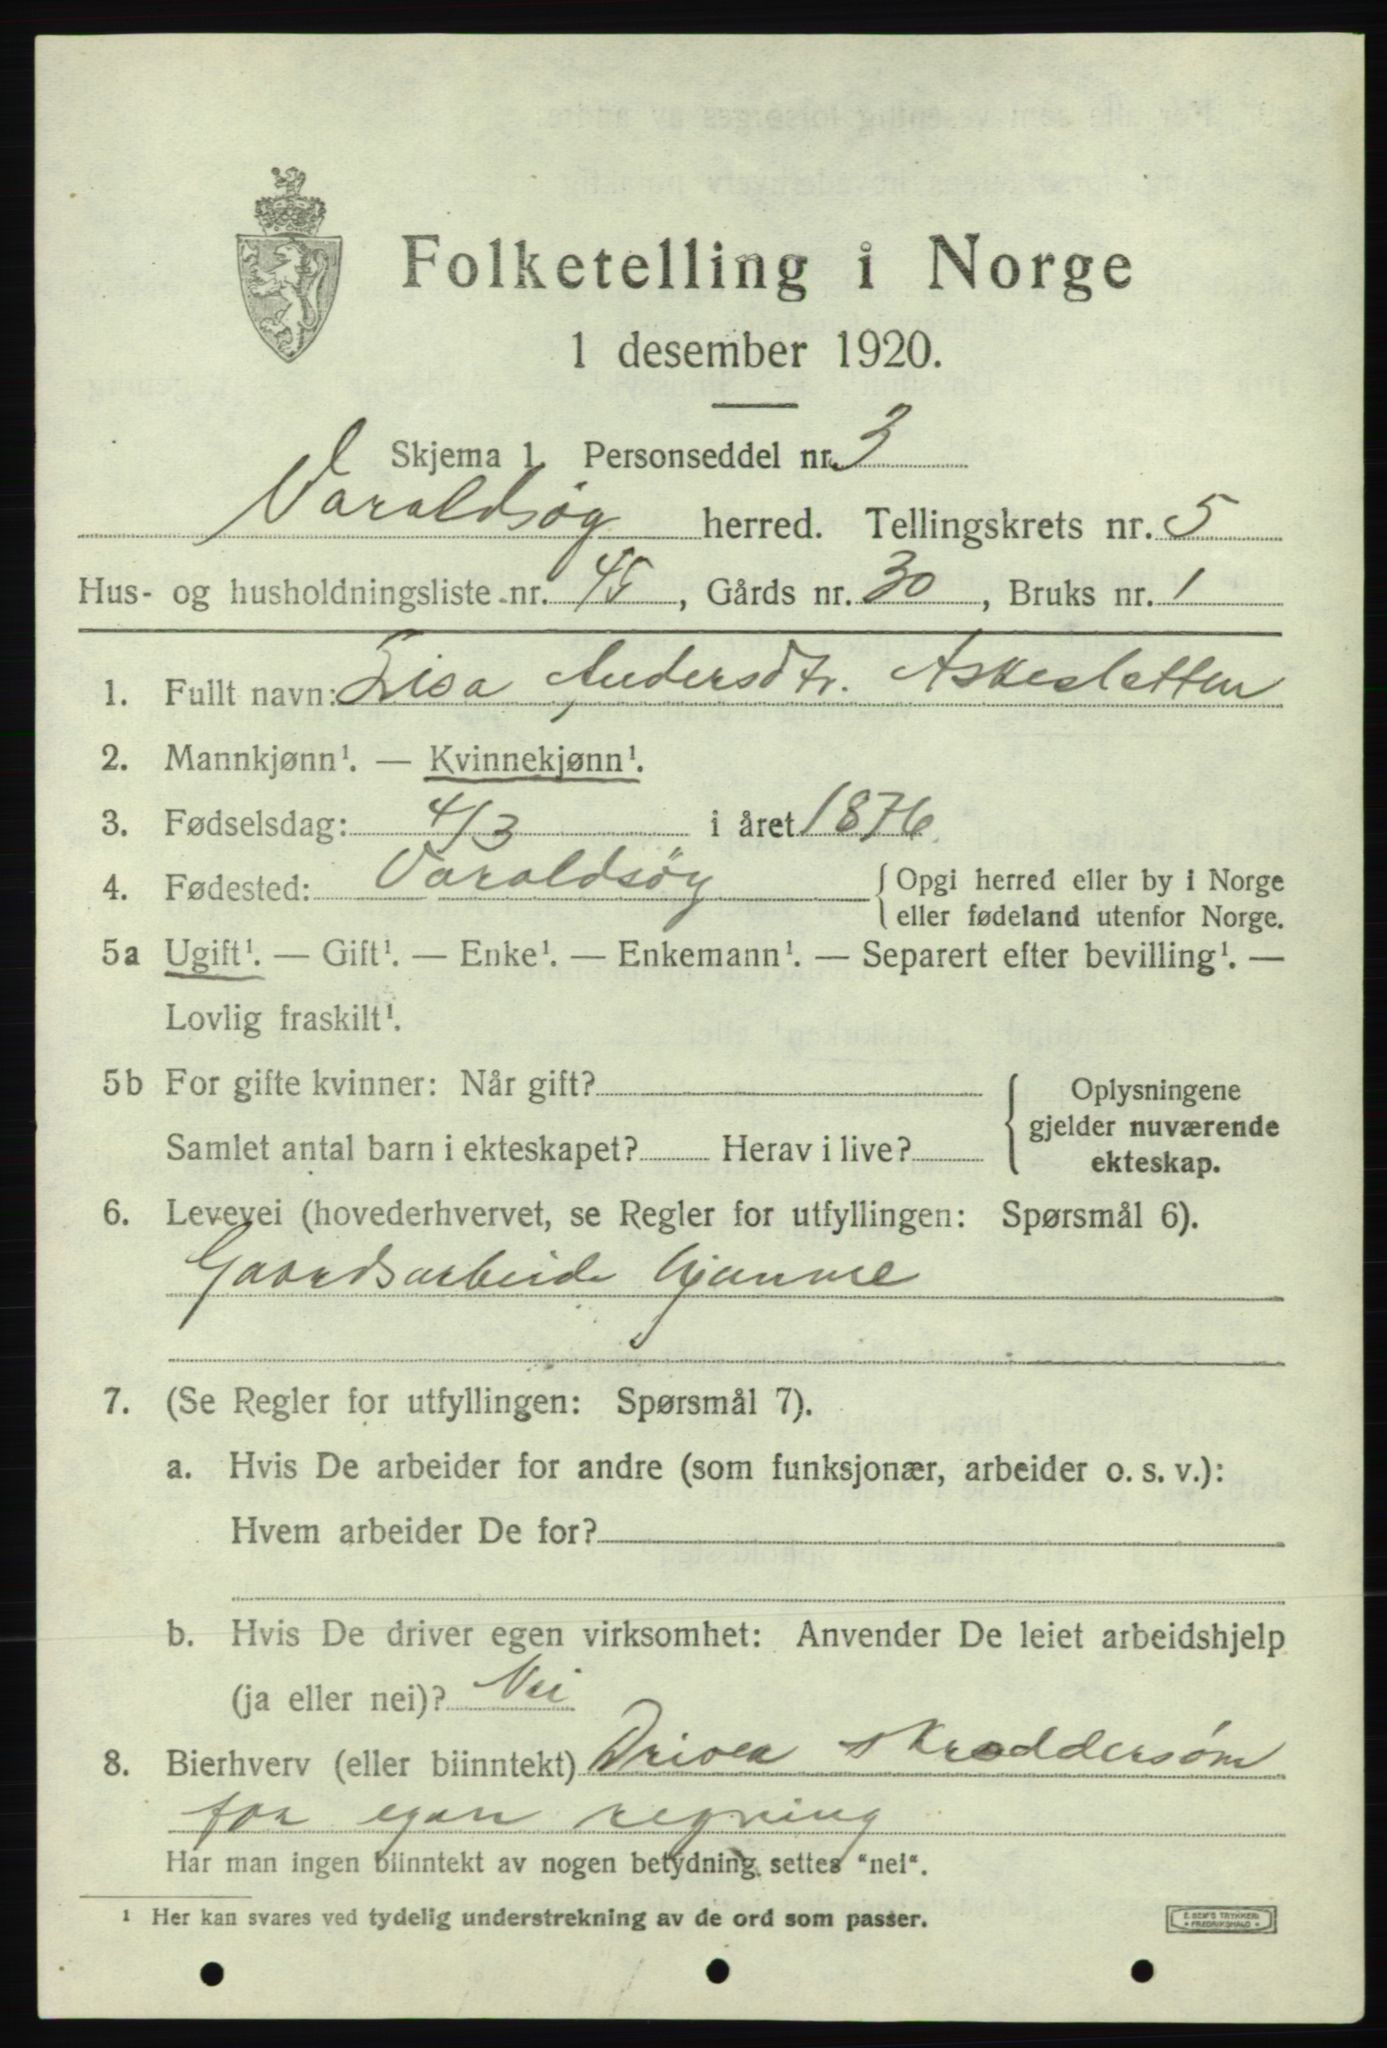 Folketelling i Norge
1 desember 1920.
Skjema 1. Personseddel nr. 3
Varaldsøy herred. Tellingskrets nr. 5
Hus- og husholdningsliste nr. 45, Gårds nr. 30, Bruks nr. 1
1. Fullt navn: Lisa Andersdtr. Askesletten
2. Mannkjønn¹. — Kvinnekjønn¹.
3. Fødselsdag: 4/3 i året 1876
4. Fødested: Varaldsøy { Opgi herred eller by i Norge
eller fødeland utenfor Norge.
5a Ugift¹. — Gift¹. — Enke¹. — Enkemann¹. — Separert efter bevilling¹. —
Lovlig fraskilt¹.
5b For gifte kvinner: Når gift? { Oplysningene
gjelder nuværende
Samlet antal barn i ekteskapet? Herav i live? ekteskap.
6. Levevei (hovederhvervet, se Regler for utfyllingen: Spørsmål 6).
Gaardsarbeide hjemme
7. (Se Regler for utfyllingen: Spørsmål 7).
a. Hvis De arbeider for andre (som funksjonær, arbeider o. s. v.):
Hvem arbeider De for?
b. Hvis De driver egen virksomhet: Anvender De leiet arbeidshjelp
(ja eller nei)? Nei
8. Bierhverv (eller biinntekt) Driver skreddersøm
for egen regning
Har man ingen biinntekt av nogen betydning, settes "nei".
¹ Her kan svares ved tydelig understrekning av de ord som passer.
E. SEM'S TRYKKERI
FREDRIKSHALD